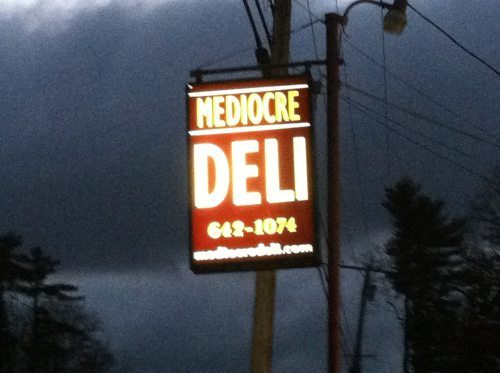 MEDIOCRE
DELI
642-1074
mediocredeli.com